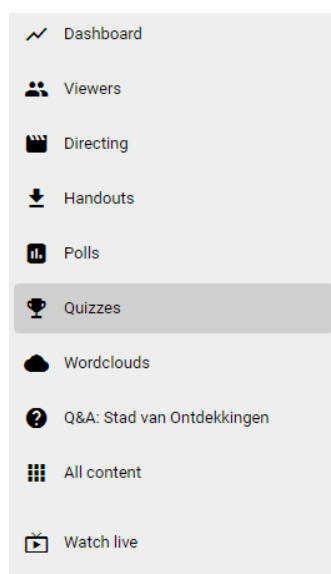 Dashboard
Viewers
Directing
Handouts
Polls
Quizzes
Wordclouds
Q&A: Stad van Ontdekkingen
All content
Watch live